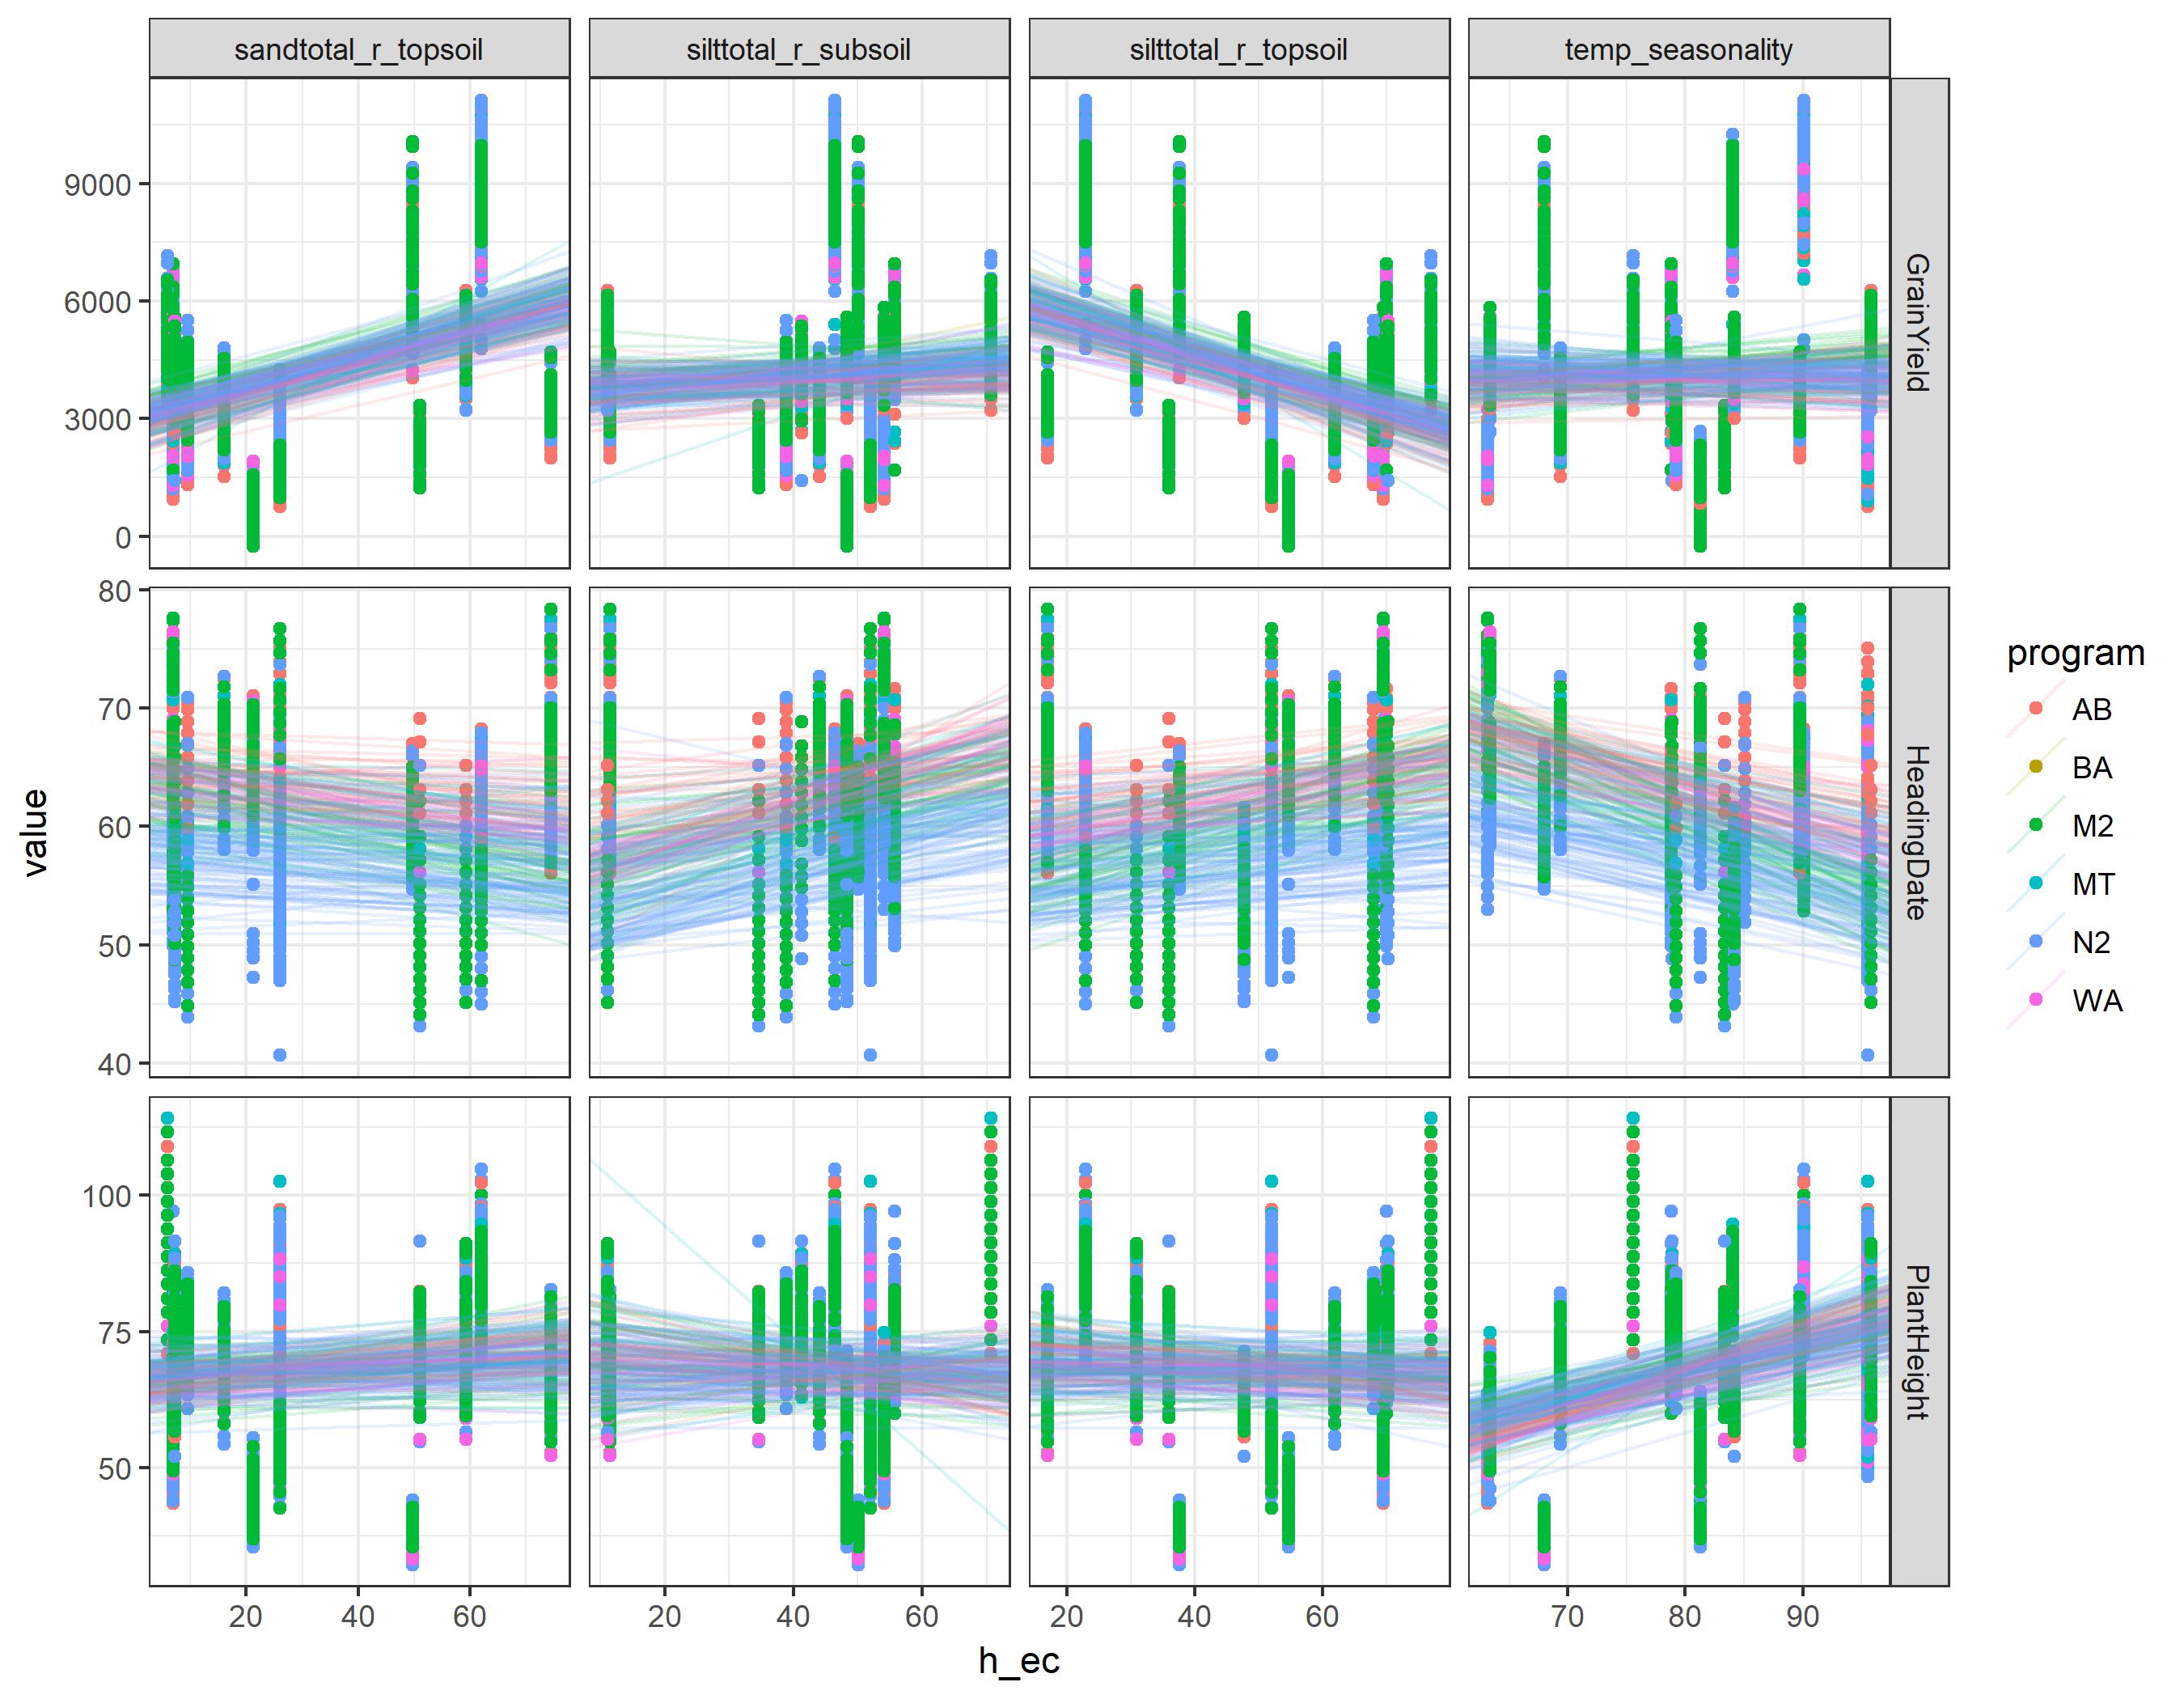 sandtotal_r_topsoil silttotal_r_subsoil silttotal_r_topsoil temp_seasonality
9000
6000
3000
0
GrainYield
80
70
60
50
40
HeadingDate
value
100
75
50
PlantHeight
20 40 60 20 40 60 20 40 60 70 80 90
h_ec
program
AB
BA
M2
MT
N2
WA